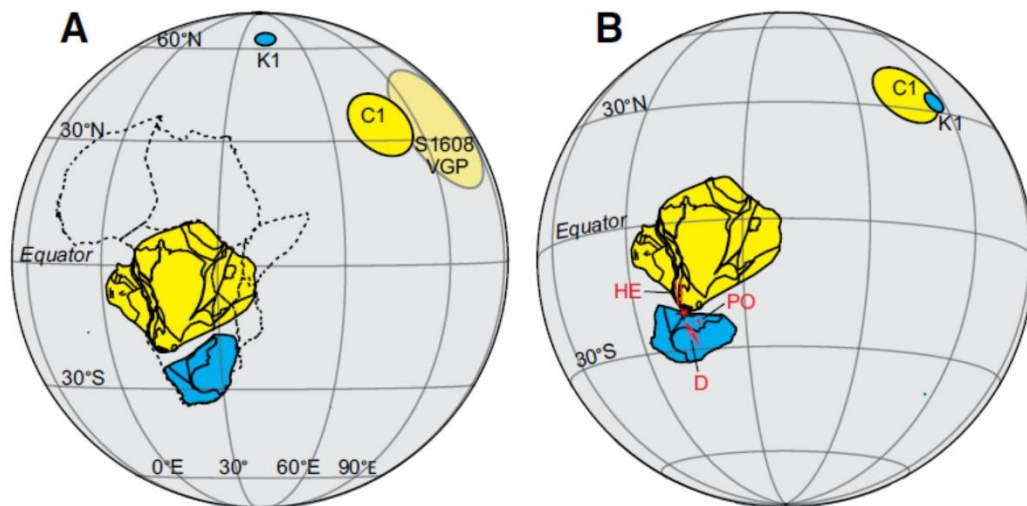 A
60°N
K1
C1
30°N
S1608
VGP
Equator
30°S
0°E 30° 60°E 90°E
B
C1
30°N
K1
Equator
HE
PO
30°S
D